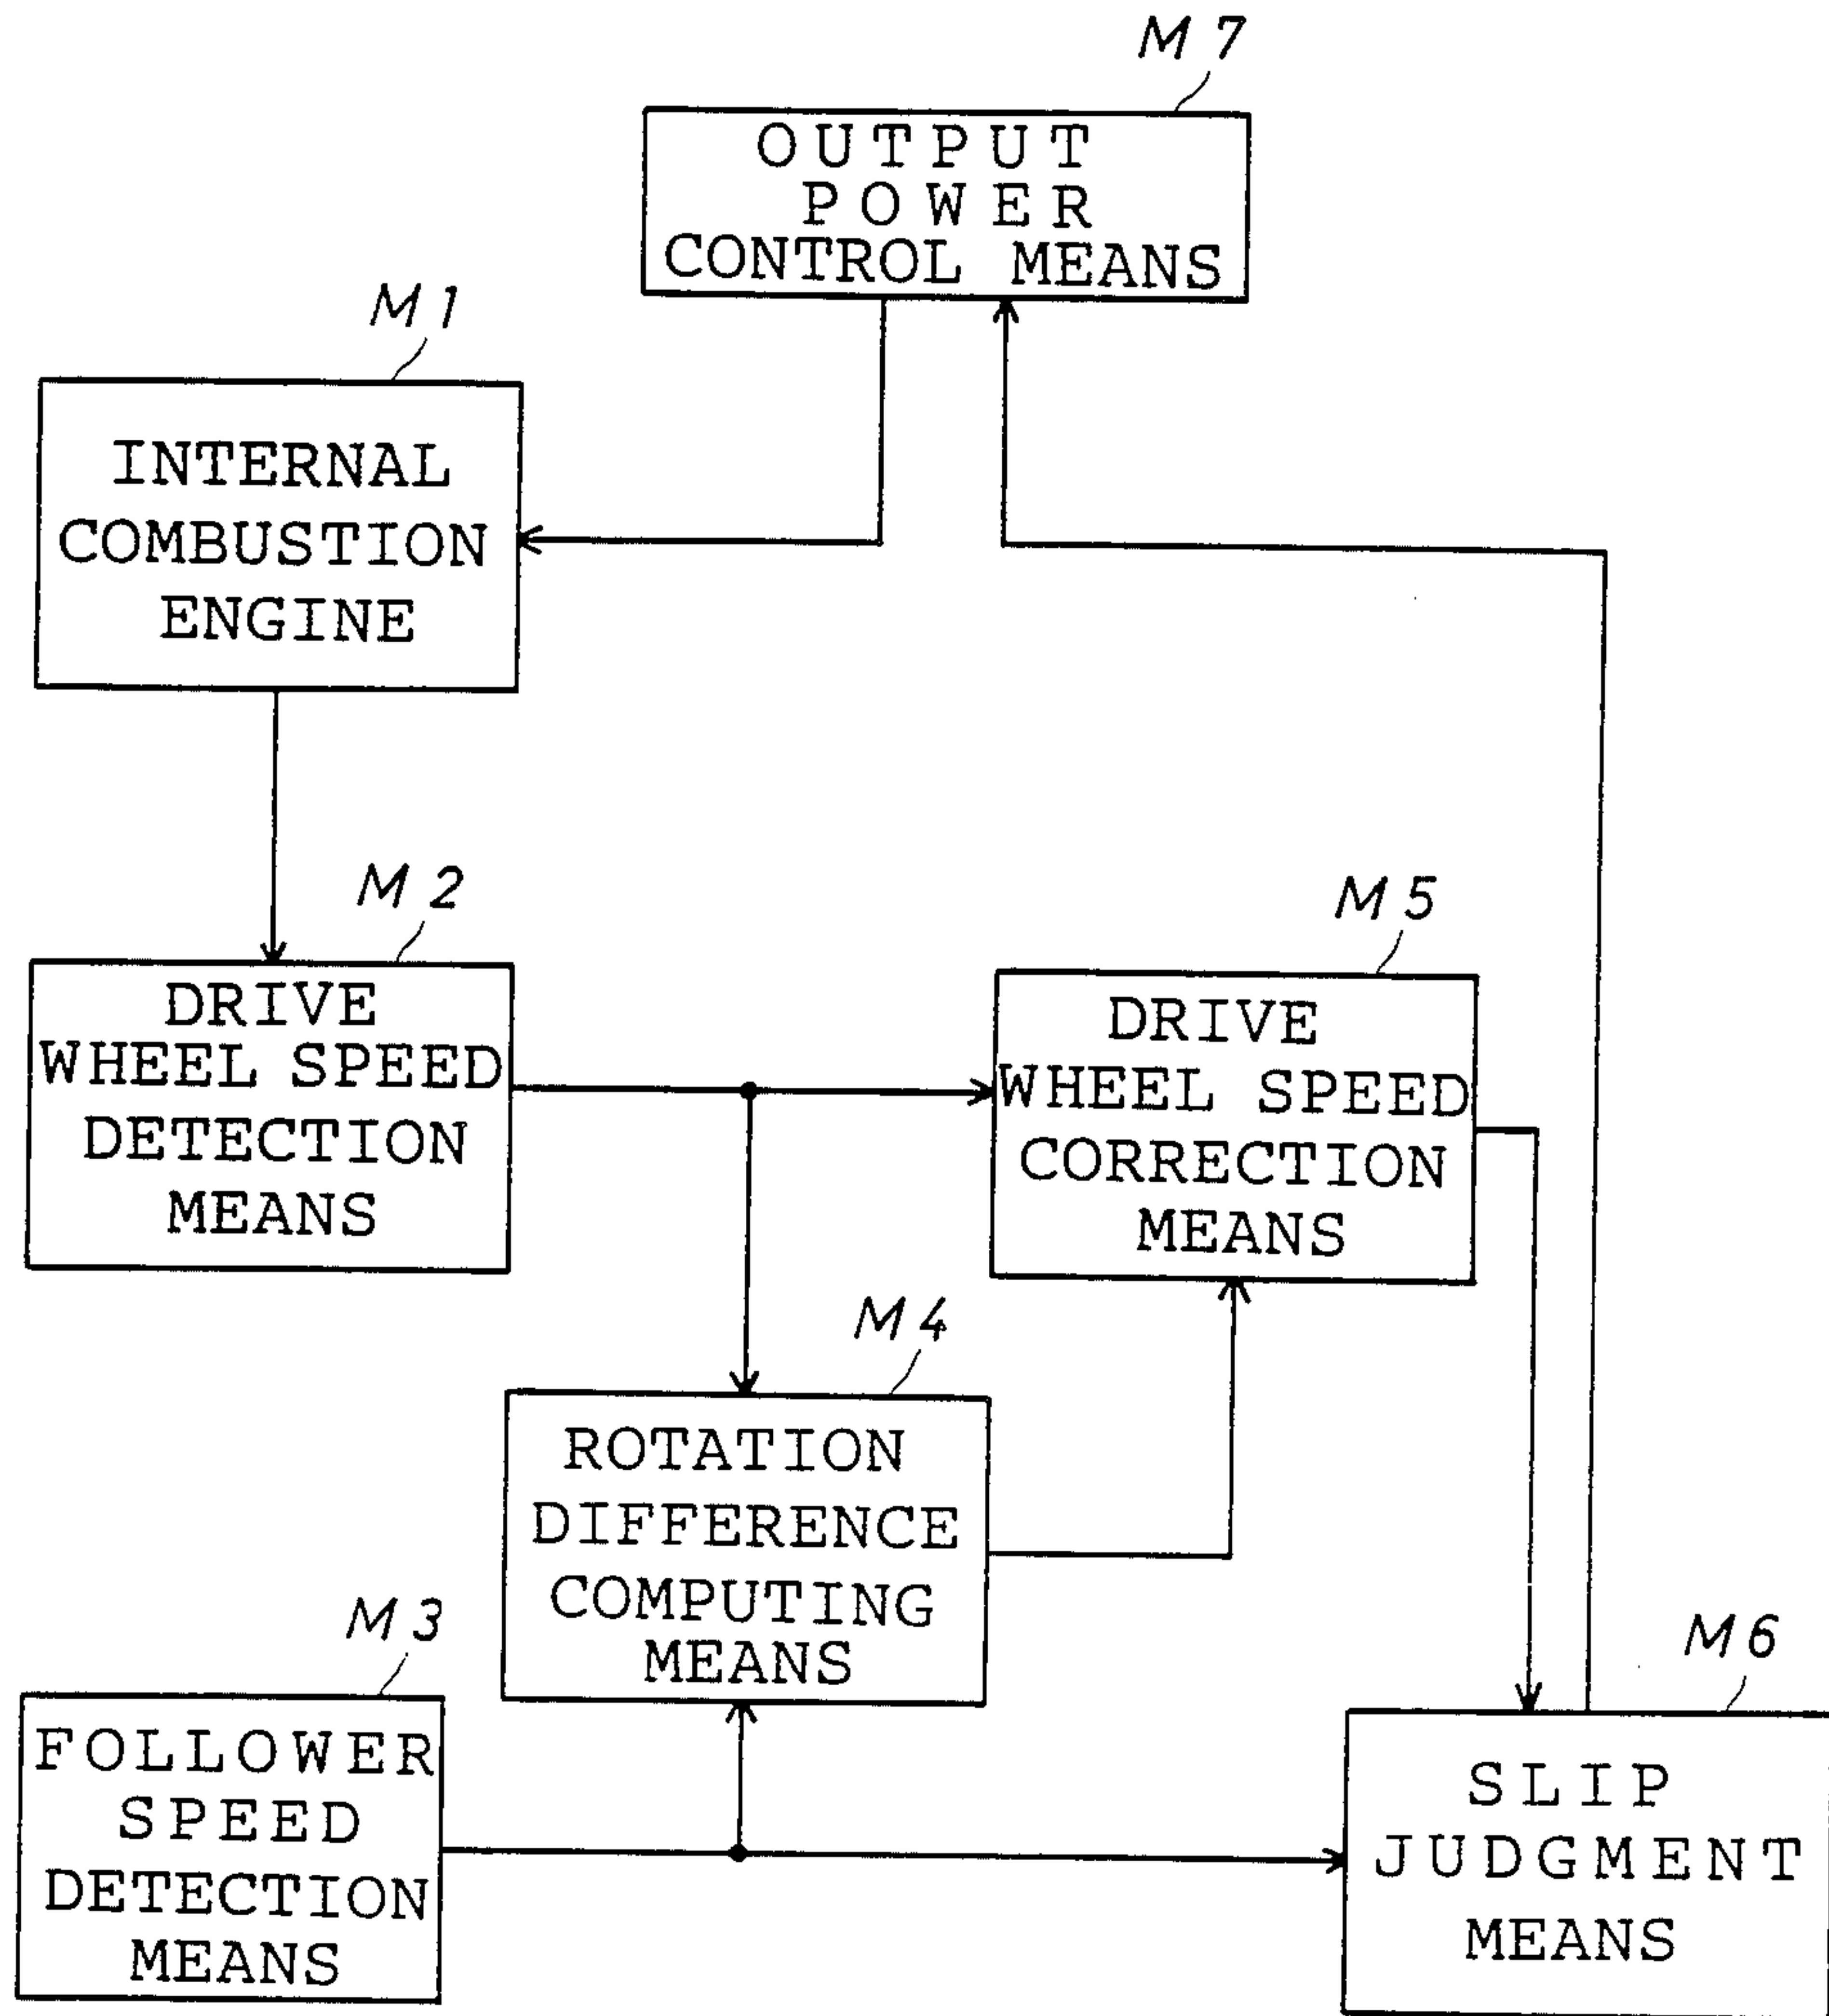 M7
OUTPUT
POWER
CONTROL MEANS
M1
INTERNAL
COMBUSTION
ENGINE
M2
DRIVE
WHEEL SPEED
DETECTION
MEANS
M5
DRIVE
WHEEL SPEED
CORRECTION
MEANS
M4
ROTATION
DIFFERENCE
COMPUTING
MEANS
M3
FOLLOWER
SPEED
DETECTION
MEANS
M6
SLIP
JUDGMENT
MEANS